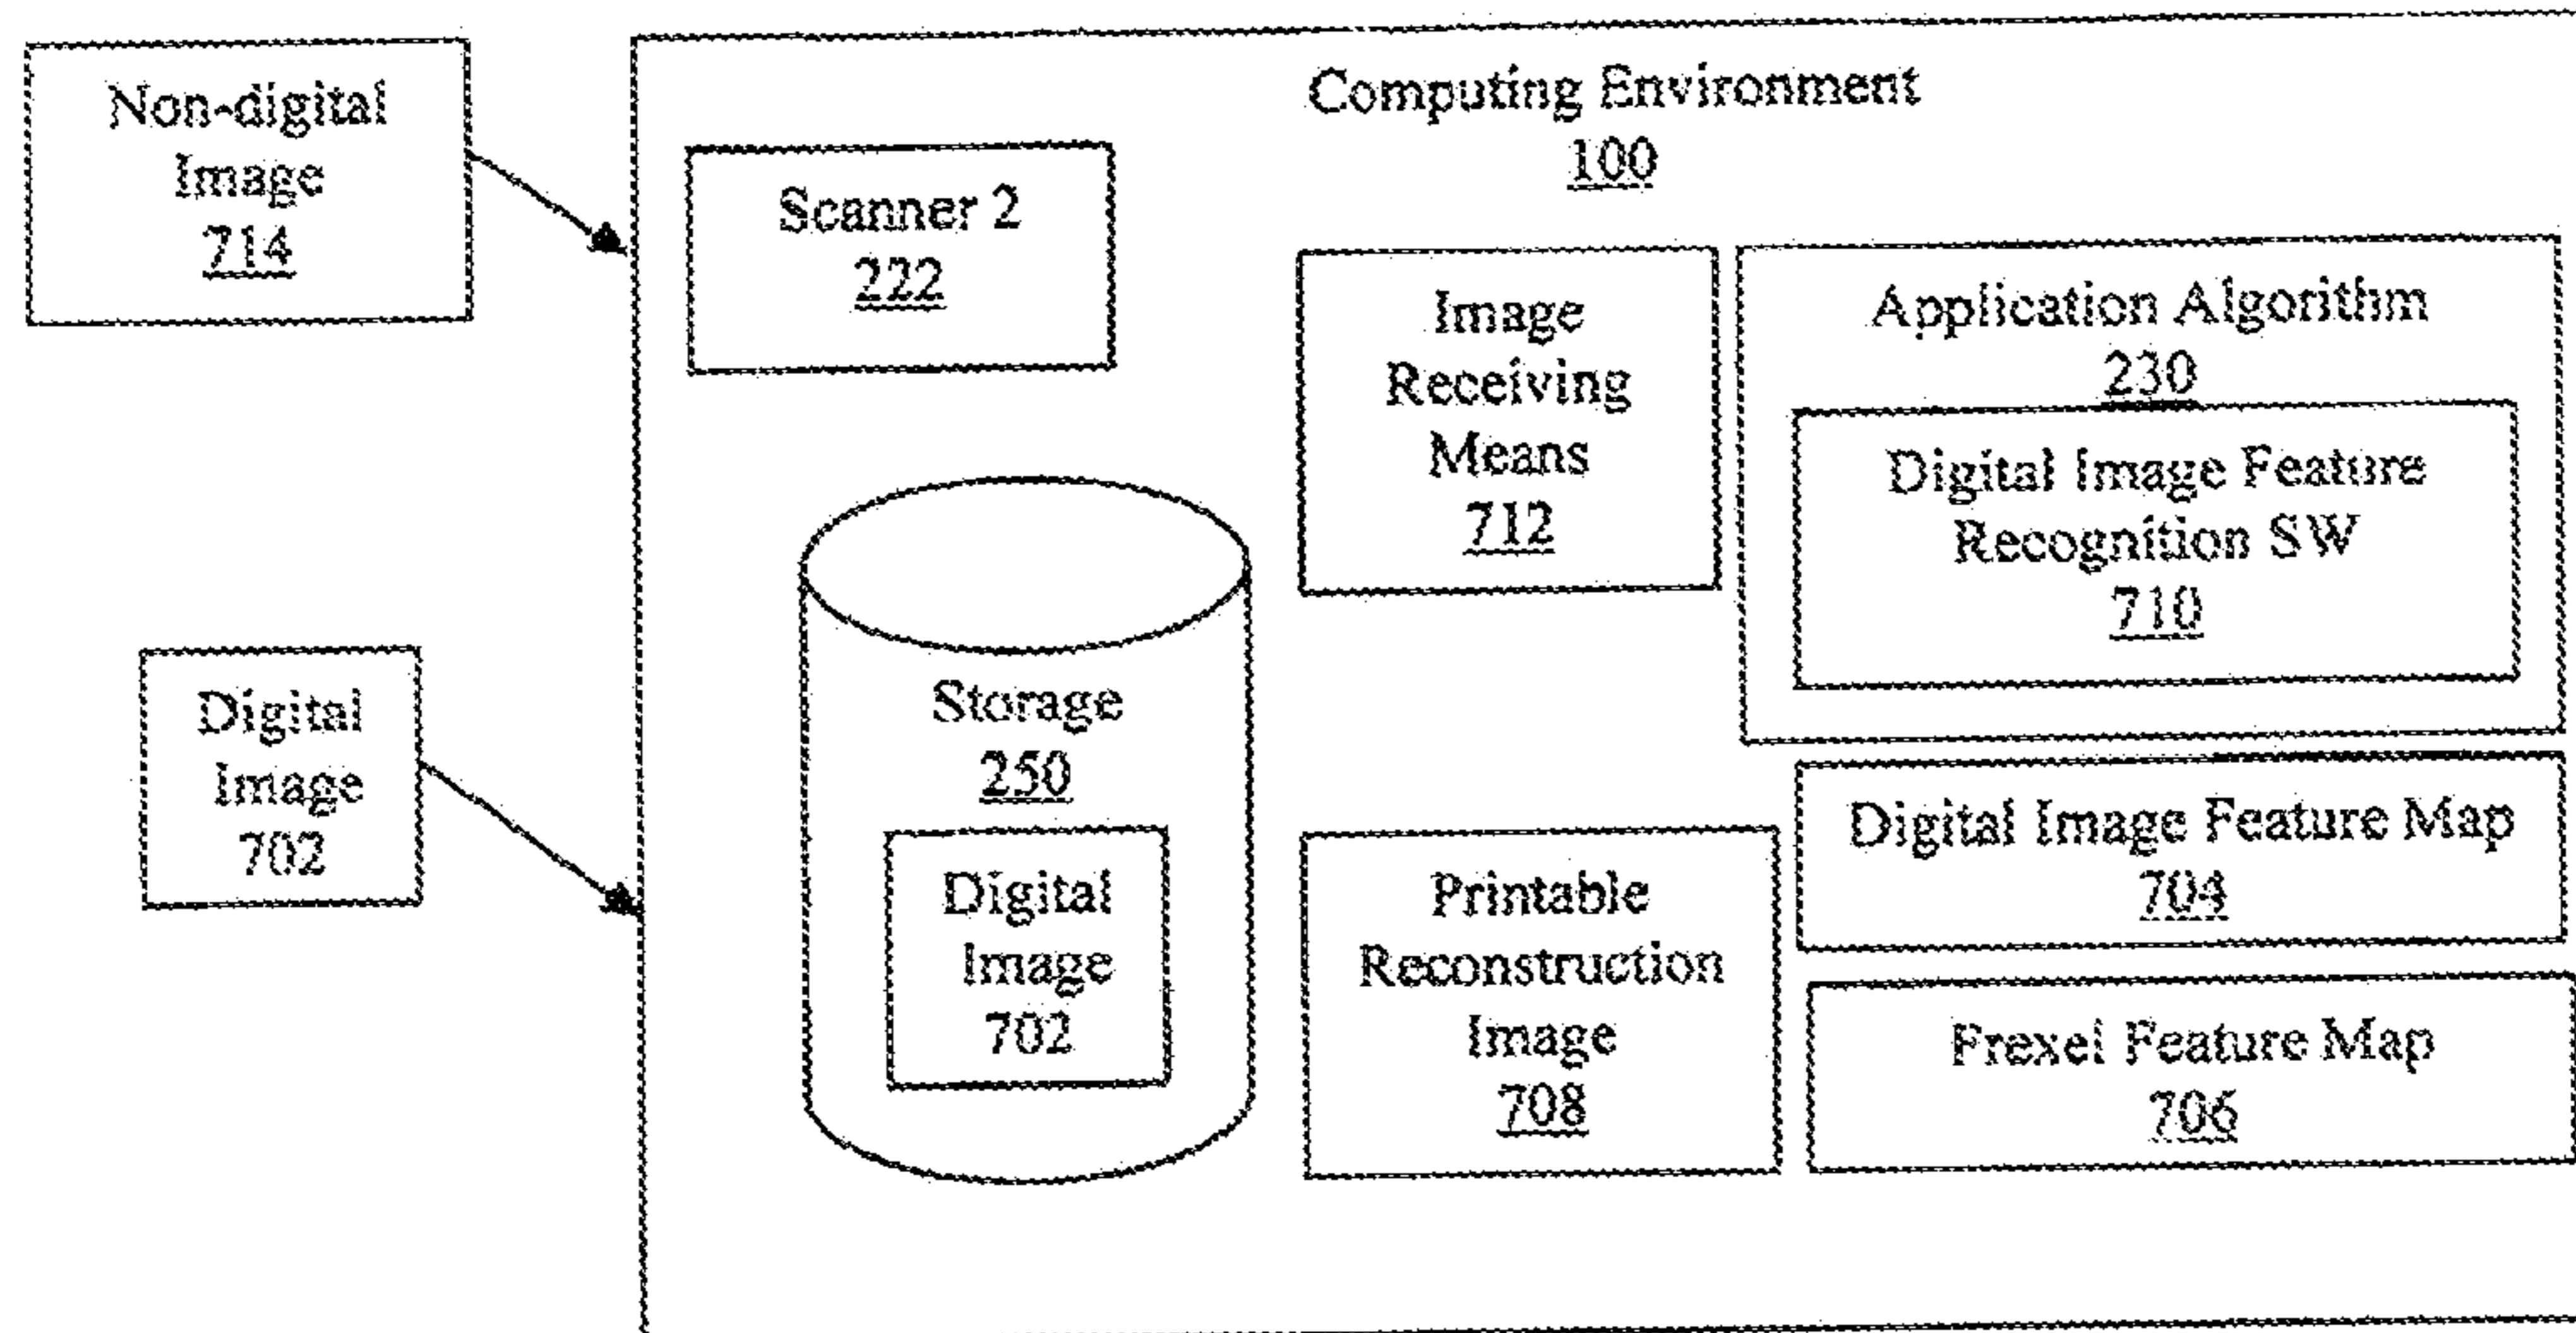 Non-digital
Image
714
Computing Environment
100
Scanner 2
222
Image
Receiving
Means
712
Application Algorithm
230
Digital Image Feature
Recognition SW
710
Digital
Image
702
Storage
250
Digital
Image
702
Printable
Reconstruction
Image
708
Digital Image Feature Map
704
Frexel Feature Map
706